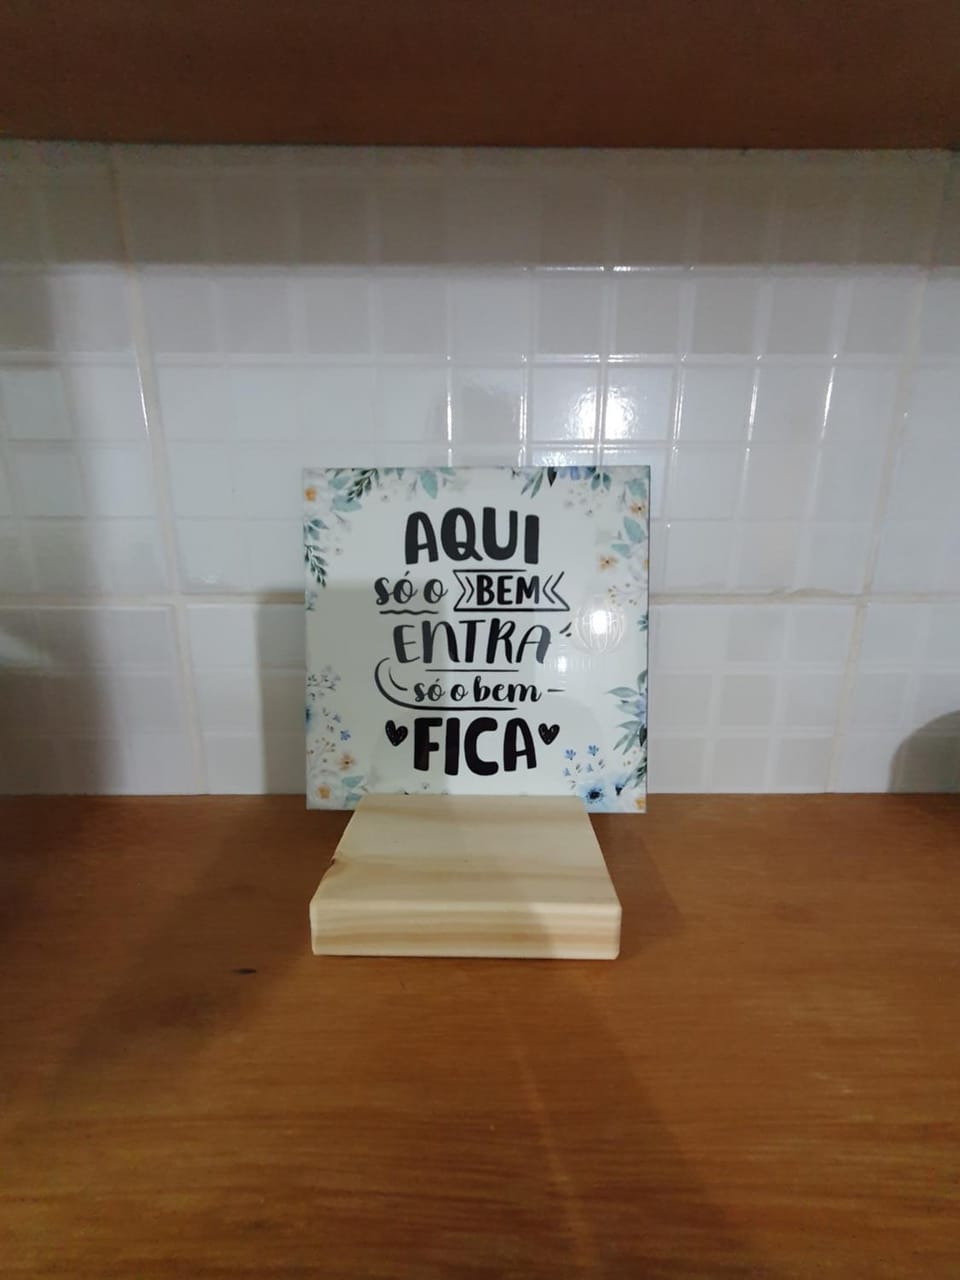 AQUI
só o BEM
ENTRA
só o bem
FICA